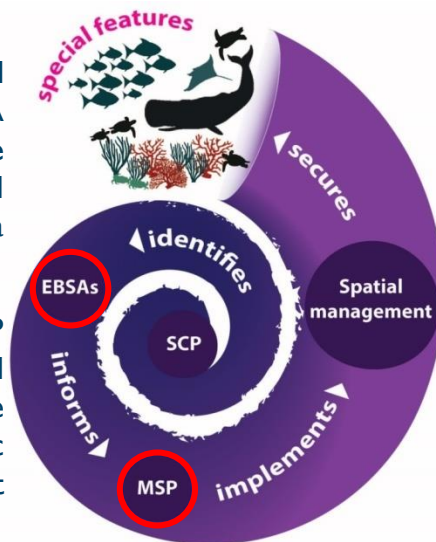 special features
secures
identifies
EBSAs
Spatial
management
SCP
informs
implements
MSP